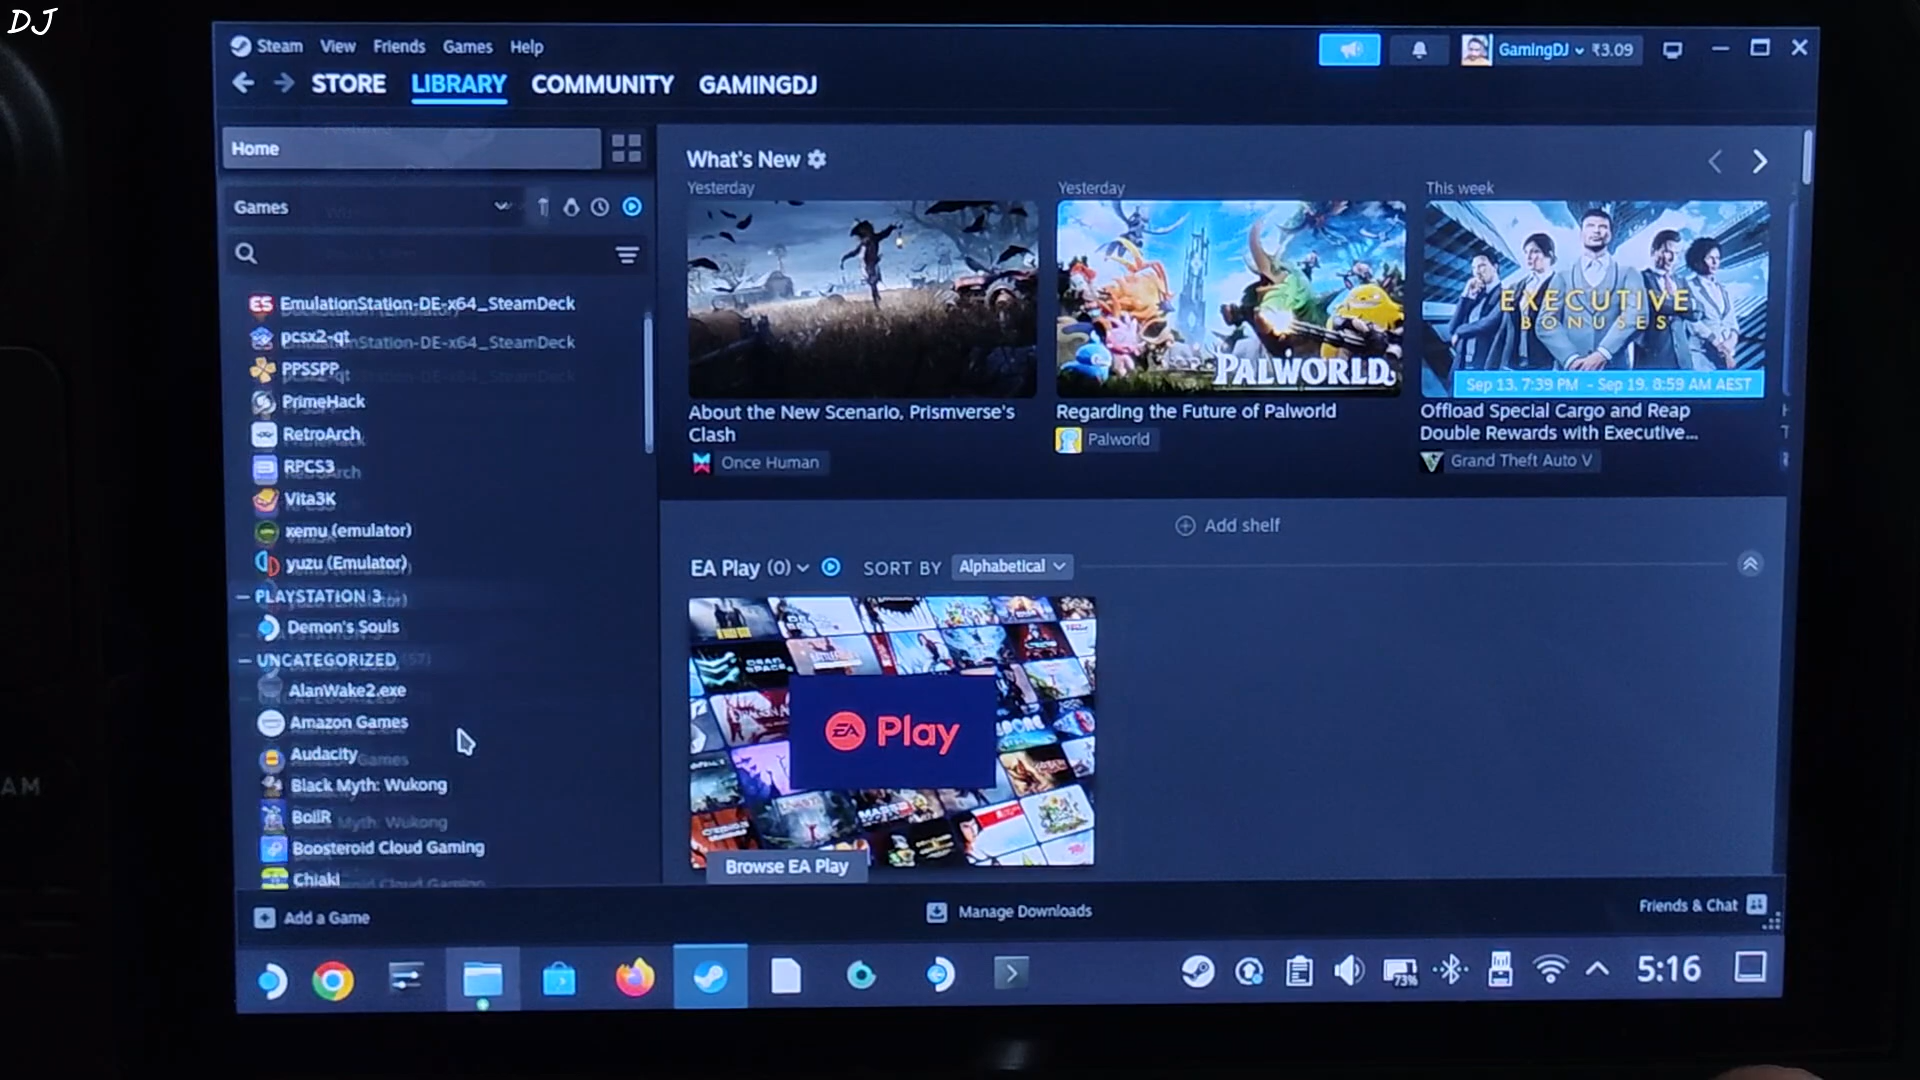 DJ
Steam View Friends Games Help
GamingDJ ₹3.09
STORE LIBRARY COMMUNITY GAMINGDJ
Home
Games
ES EmulationStation-DE-x64_SteamDeck
pcsx2-qt
PPSSPP
PrimeHack
RetroArch
RPCS3
Vita3K
xemu (emulator)
yuzu (Emulator)
PLAYSTATION 3
Demon's Souls
UNCATEGORIZED
AlanWake2.exe
Amazon Games
Audacity
Black Myth: Wukong
BoilR
Boosteroid Cloud Gaming
Chiaki
Add a Game
What's New
Yesterday
About the New Scenario, Prismverse's
Clash
Once Human
Yesterday
PALWORLD
Regarding the Future of Palworld
Palworld
This week
EXECUTIVE
BONUSES
Sep 13, 7:39 PM - Sep 19, 8:59 AM AEST
Offload Special Cargo and Reap
Double Rewards with Executive...
Grand Theft Auto V
Add shelf
EA Play (0) SORT BY Alphabetical
EA Play
Browse EA Play
Manage Downloads
Friends & Chat
73%
5:16
AM